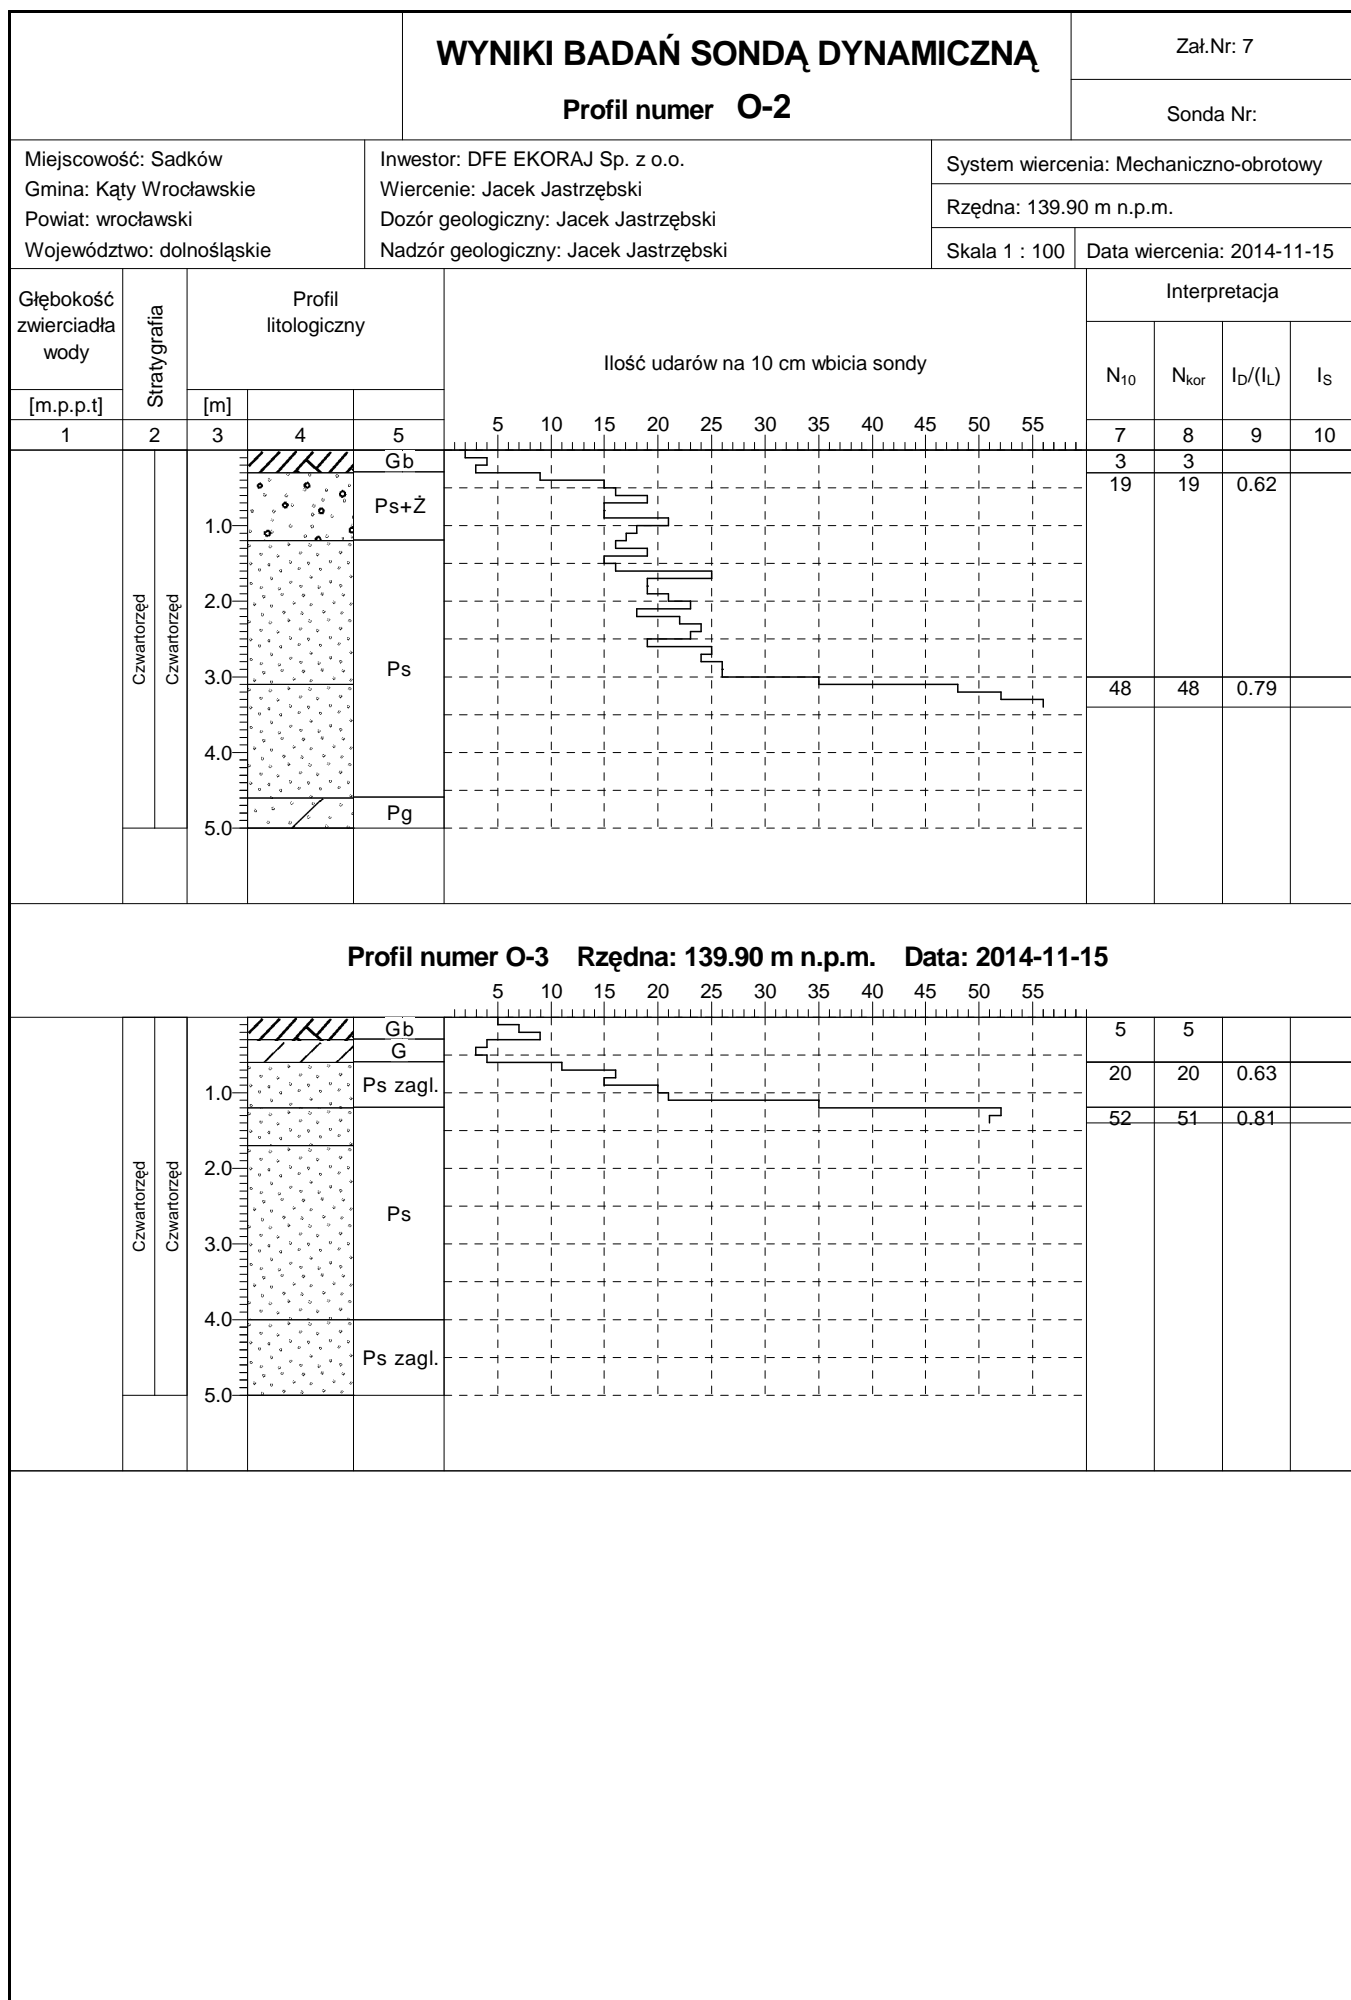 WYNIKI BADAŃ SONDĄ DYNAMICZNĄ
Profil numer O-2
Zał.Nr: 7
Sonda Nr:
Miejscowość: Sadków
Gmina: Kąty Wrocławskie
Powiat: wrocławski
Województwo: dolnośląskie
Inwestor: DFE EKORAJ Sp. z o.o.
Wiercenie: Jacek Jastrzębski
Dozór geologiczny: Jacek Jastrzębski
Nadzór geologiczny: Jacek Jastrzębski
System wiercenia: Mechaniczno-obrotowy
Rzędna: 139.90 m n.p.m.
Skala 1 : 100
Data wiercenia: 2014-11-15
Głębokość
zwierciadła
wody
[m.p.p.t]
Stratygrafia
Profil
litologiczny
[m]
Ilość udarów na 10 cm wbicia sondy
Interpretacja
N10 Nkor ID/(IL) IS
5 10 15 20 25 30 35 40 45 50 55
1 2 3 4 5 7 8 9 10
Gb 3 3
19 19 0.62
Ps+Ż
1.0
2.0
Czwartorzęd
Czwartorzęd
Ps
3.0
48 48 0.79
4.0
Pg
5.0
Profil numer O-3 Rzędna: 139.90 m n.p.m. Data: 2014-11-15
5 10 15 20 25 30 35 40 45 50 55
Gb 5 5
G
Ps zagl. 20 20 0.63
1.0
52 51 0.81
2.0
Czwartorzęd
Czwartorzęd
Ps
3.0
4.0
Ps zagl.
5.0